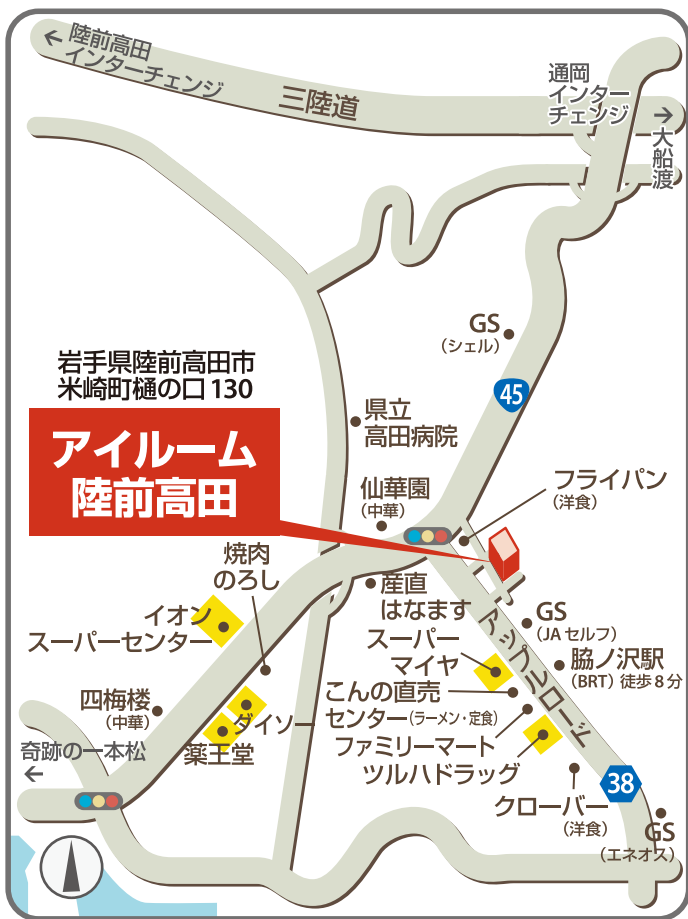 ←陸前高田
インターチェンジ
三陸道
通岡
インター
チェンジ
→
大船渡
GS
(シェル)
岩手県陸前高田市
米崎町樋の口130
45
アイルーム
陸前高田
県立
高田病院
仙華園
(中華)
フライパン
(洋食)
焼肉
のろし
産直
はなます
イオン
スーパーセンター
アップルロード
GS
(JAセルフ)
スーパー
マイヤ
脇ノ沢駅
(BRT) 徒歩8分
こんの直売
センター(ラーメン・定食)
四梅楼
(中華)
ダイソー
薬王堂
ファミリーマート
ツルハドラッグ
奇跡の一本松
←
38
クローバー
(洋食)
GS
(エネオス)